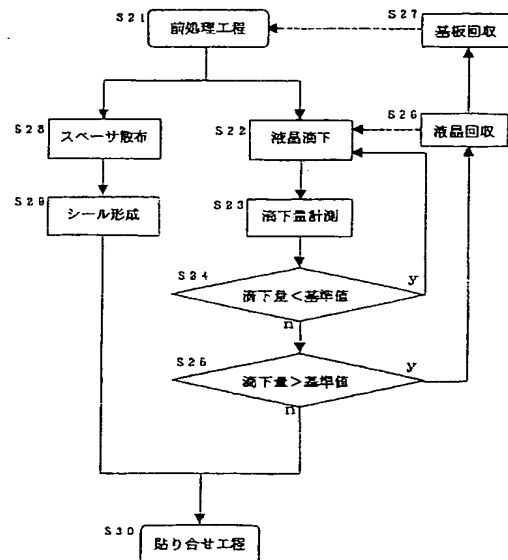 S21
前処理工程
S27
基板回収
S28
スペーサ散布
S22
液晶滴下
S26
液晶回収
S29
シール形成
S23
滴下量計測
S24
滴下量<基準値
y
n
S25
滴下量>基準値
y
n
S30
貼り合せ工程